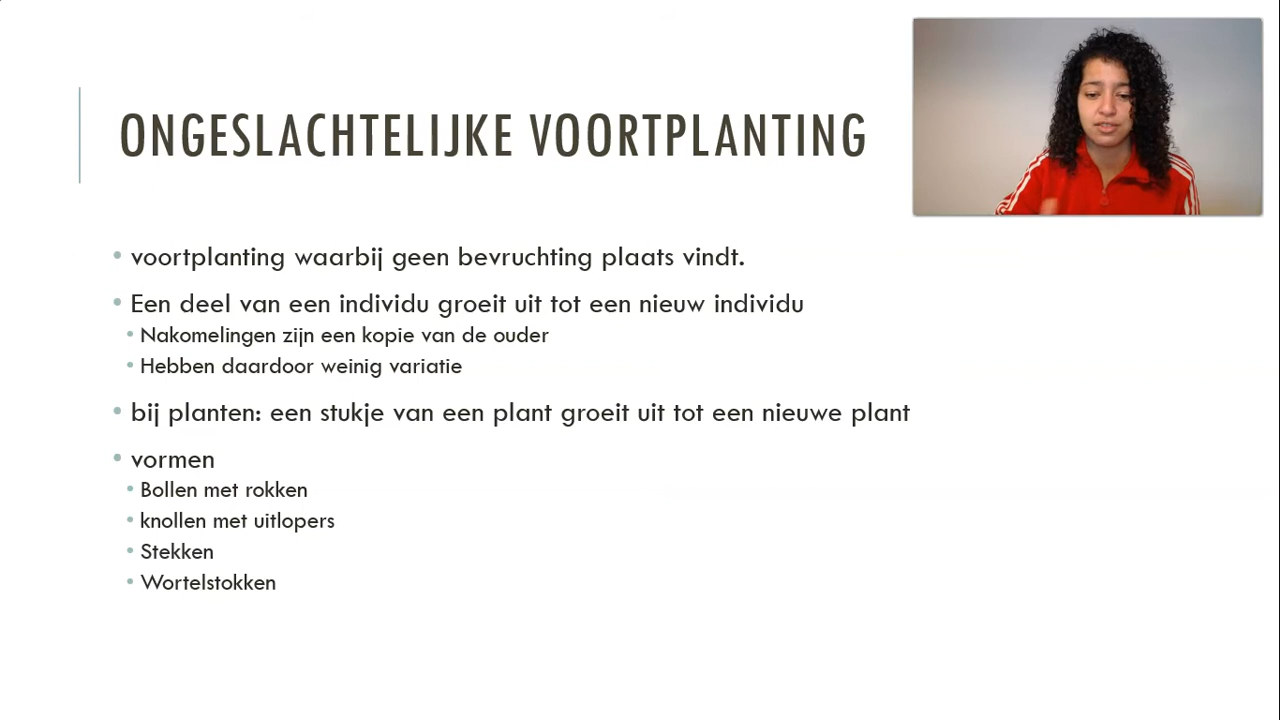 ONGESLACHTELIJKE VOORTPLANTING
voortplanting waarbij geen bevruchting plaats vindt.
Een deel van een individu groeit uit tot een nieuw individu
Nakomelingen zijn een kopie van de ouder
Hebben daardoor weinig variatie
bij planten: een stukje van een plant groeit uit tot een nieuwe plant
vormen
Bollen met rokken
knollen met uitlopers
Stekken
Wortelstokken